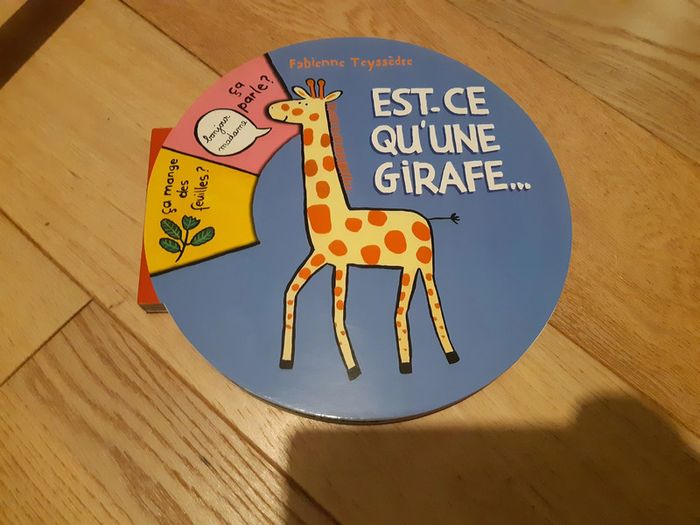 Fabienne Teyssèdre
EST-CE
QU'UNE
GIRAFE...
ça
parle?
bonjour
madame
ça mange
des
feuilles?